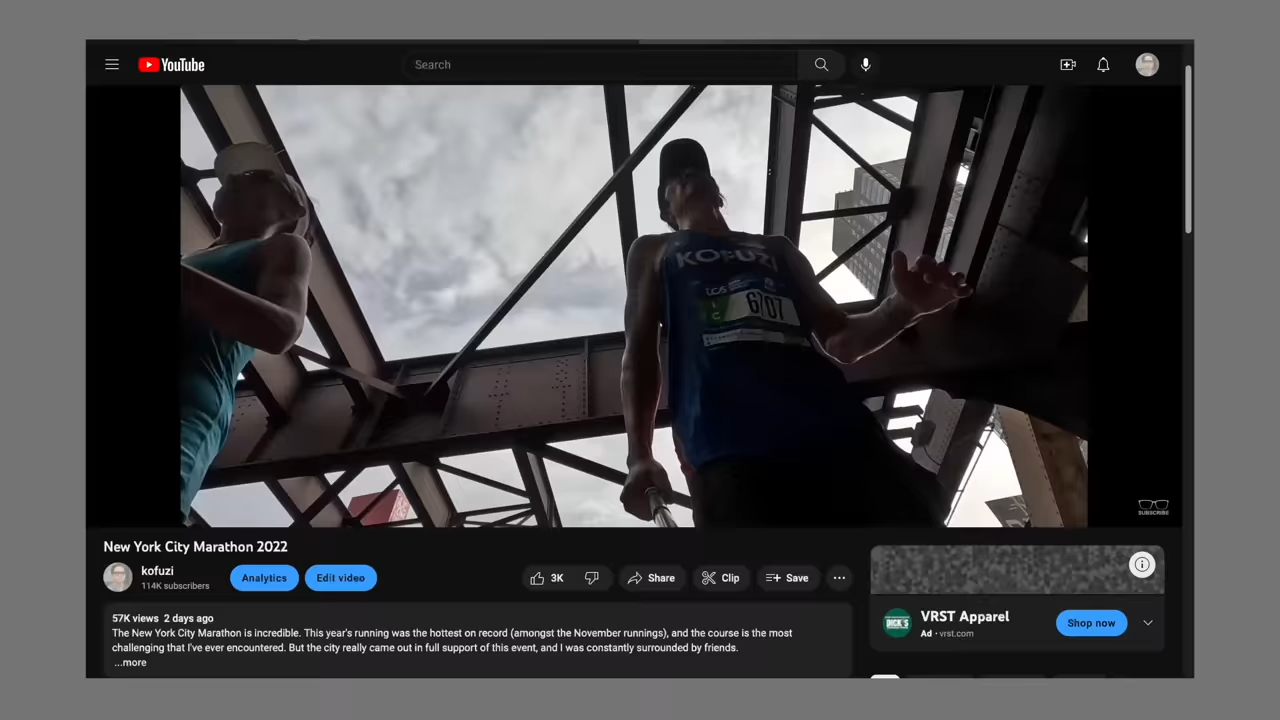 YouTube
Search
KOFUZI
TCS
6107
SUBSCRIBE
New York City Marathon 2022
kofuzi
114K subscribers
Analytics
Edit video
3K
Share
Clip
Save
57K views 2 days ago
The New York City Marathon is incredible. This year's running was the hottest on record (amongst the November runnings), and the course is the most
challenging that I've ever encountered. But the city really came out in full support of this event, and I was constantly surrounded by friends.
...more
DICK'S
VRST Apparel
Ad · vrst.com
Shop now